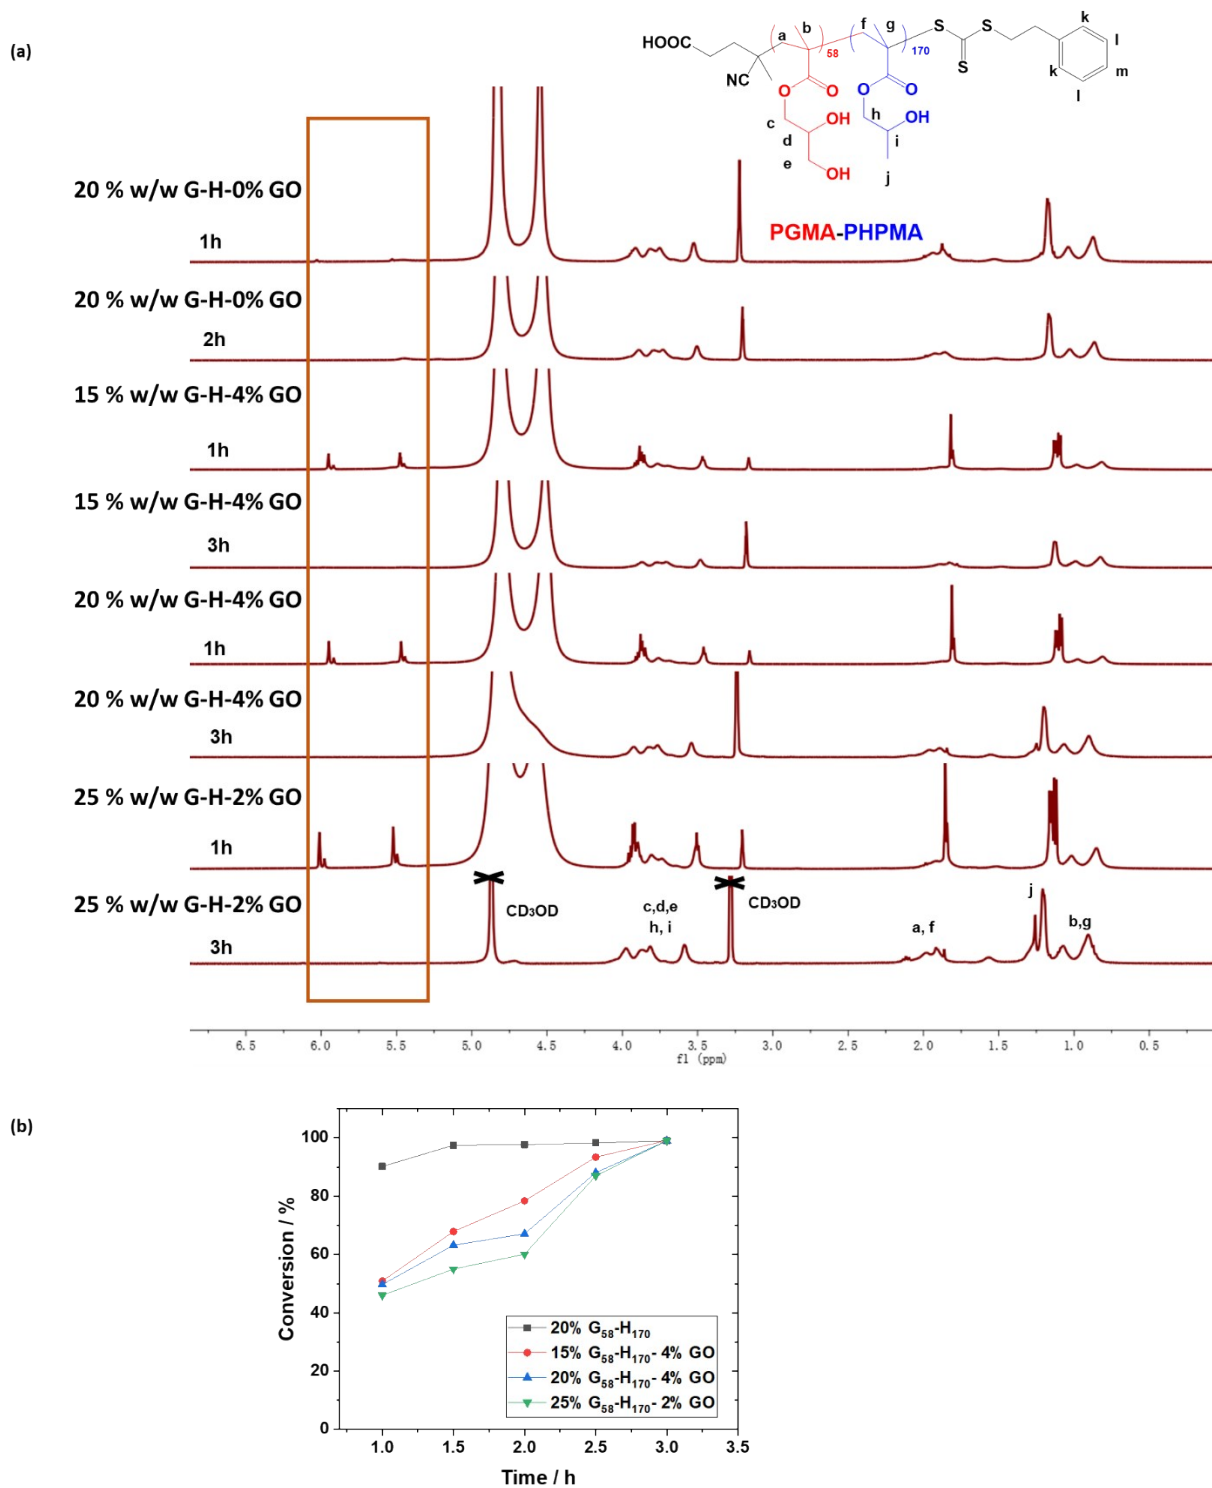 (a)
f
a
b
g
S
S
k
HOOC
58
170
l
S
NC
k
m
O
O
O
O
l
c
OH
h
OH
d
i
e
OH
j
PGMA-PHPMA
20 % w/w G-H-0% GO
1h
20 % w/w G-H-0% GO
2h
15 % w/w G-H-4% GO
1h
15 % w/w G-H-4% GO
3h
20 % w/w G-H-4% GO
1h
20 % w/w G-H-4% GO
3h
25 % w/w G-H-2% GO
1h
25 % w/w G-H-2% GO
3h
CD₃OD
c,d,e
h, i
CD₃OD
a, f
j
b,g
6.5 6.0 5.5 5.0 4.5 4.0 3.5 3.0 2.5 2.0 1.5 1.0 0.5
f1 (ppm)
(b)
Conversion / %
100
80
60
40
20
0
20% G₅₈-H₁₇₀
15% G₅₈-H₁₇₀- 4% GO
20% G₅₈-H₁₇₀- 4% GO
25% G₅₈-H₁₇₀- 2% GO
1.0 1.5 2.0 2.5 3.0 3.5
Time / h